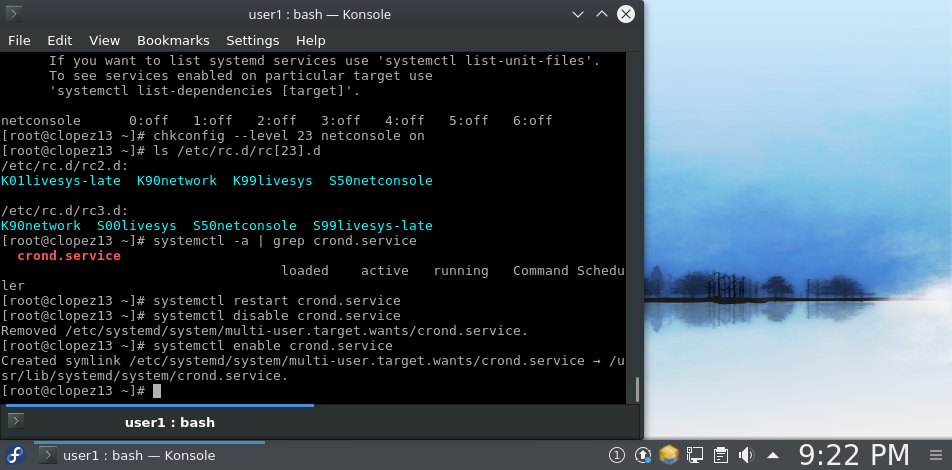 user1 : bash — Konsole
File Edit View Bookmarks Settings Help
If you want to list systemd services use 'systemctl list-unit-files'.
To see services enabled on particular target use
'systemctl list-dependencies [target]'.
netconsole 0:off 1:off 2:off 3:off 4:off 5:off 6:off
[root@clopez13 ~]# chkconfig --level 23 netconsole on
[root@clopez13 ~]# ls /etc/rc.d/rc[23].d
/etc/rc.d/rc2.d:
K01livesys-late K90network K99livesys S50netconsole
/etc/rc.d/rc3.d:
K90network S00livesys S50netconsole S99livesys-late
[root@clopez13 ~]# systemctl -a | grep crond.service
crond.service
loaded active running Command Schedu
ler
[root@clopez13 ~]# systemctl restart crond.service
[root@clopez13 ~]# systemctl disable crond.service
Removed /etc/systemd/system/multi-user.target.wants/crond.service.
[root@clopez13 ~]# systemctl enable crond.service
Created symlink /etc/systemd/system/multi-user.target.wants/crond.service → /u
sr/lib/systemd/system/crond.service.
[root@clopez13 ~]#
user1 : bash
user1 : bash — Konsole
1
9:22 PM